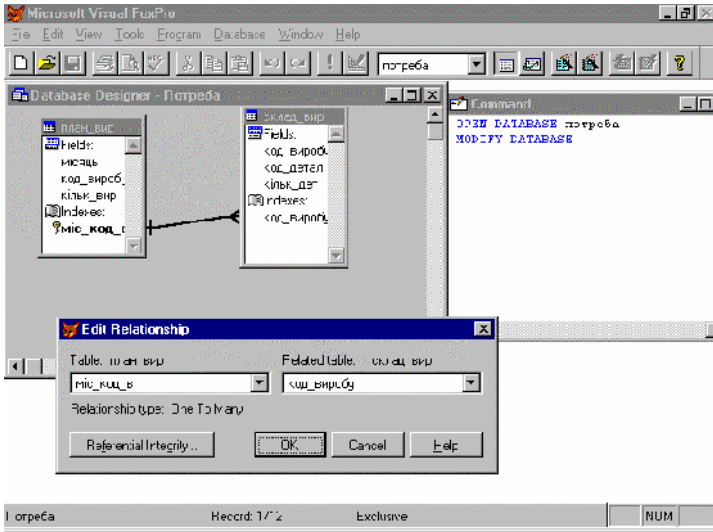 Microsoft Visual FoxPro
File Edit View Tools Program Database Window Help
потреба
Database Designer - Потреба
план_вир
Fields:
місяць
код_вироб_
кільк_вир
Indexes:
міс_код_в
склад_вир
Fields:
код_виробу
код_детал
кільк_дет
Indexes:
код_виробу
Command
OPEN DATABASE потреба
MODIFY DATABASE
Edit Relationship
Table: план_вир
Related table: склад_вир
міс_код_в
код_виробу
Relationship type: One To Many
Referential Integrity...
OK
Cancel
Help
Потреба
Record: 1/12
Exclusive
NUM